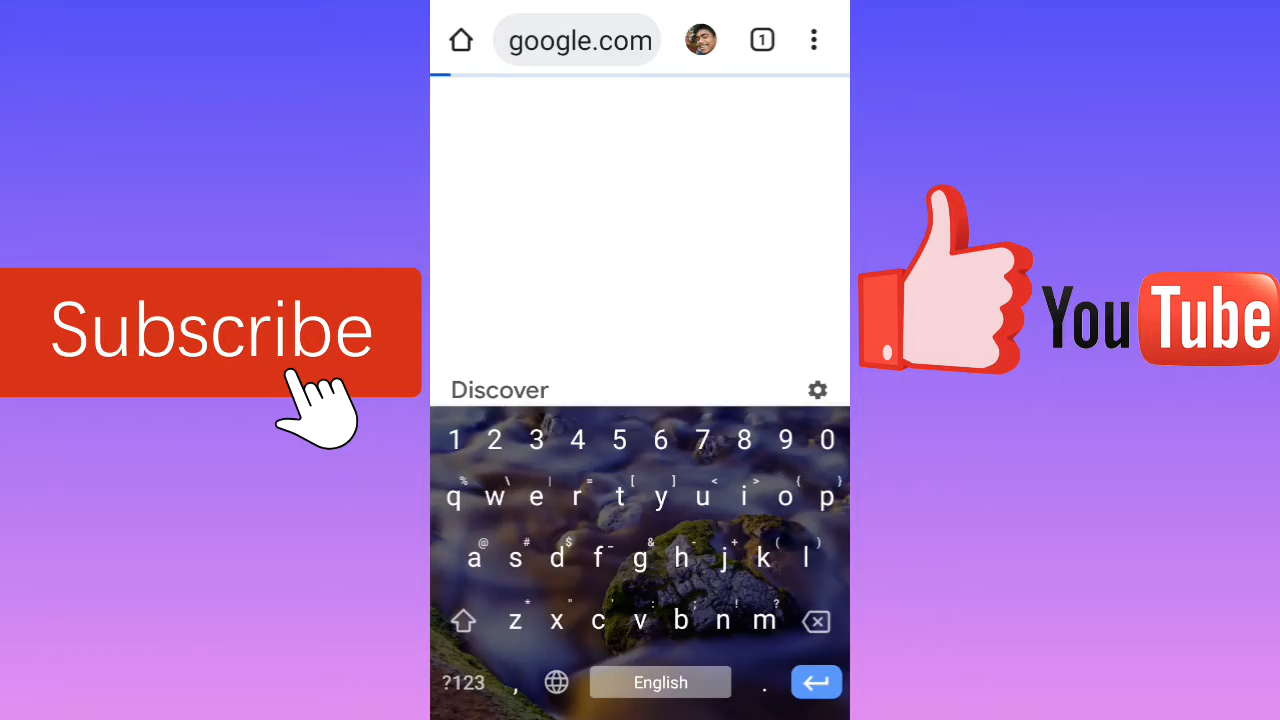 google.com
1
Subscribe
YouTube
Discover
1 2 3 4 5 6 7 8 9 0
% \ | = [ ] < > { }
q w e r t y u i o p
@ # $ _ & - + ( )
a s d f g h j k l
* " ' : ; ! ?
z x c v b n m
?123 , English .